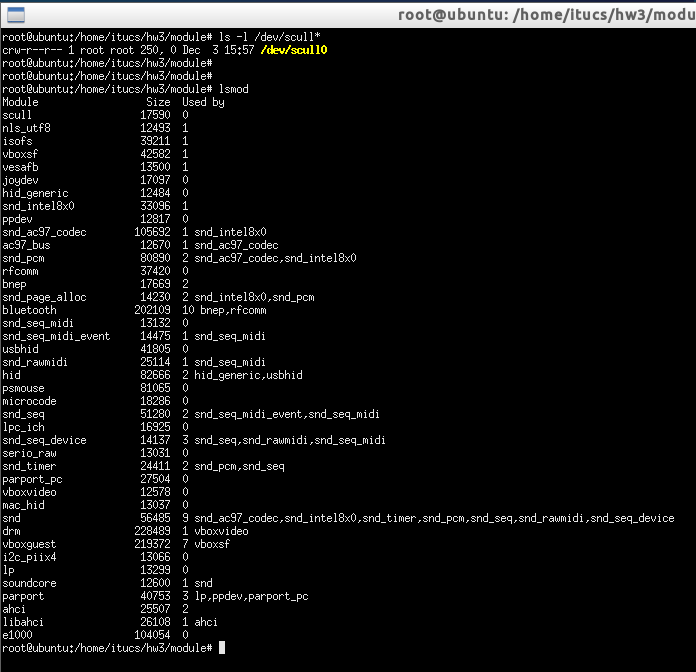 root@ubuntu: /home/itucs/hw3/modu
root@ubuntu:/home/itucs/hw3/module# ls -l /dev/scull*
crw-r--r-- 1 root root 250, 0 Dec  3 15:57 /dev/scull0
root@ubuntu:/home/itucs/hw3/module#
root@ubuntu:/home/itucs/hw3/module#
root@ubuntu:/home/itucs/hw3/module# lsmod
Module                  Size  Used by
scull                  17590  0
nls_utf8               12493  1
isofs                  39211  1
vboxsf                 42582  1
vesafb                 13500  1
joydev                 17097  0
hid_generic            12484  0
snd_intel8x0           33096  1
ppdev                  12817  0
snd_ac97_codec        105692  1 snd_intel8x0
ac97_bus               12670  1 snd_ac97_codec
snd_pcm                80890  2 snd_ac97_codec,snd_intel8x0
rfcomm                 37420  0
bnep                   17669  2
snd_page_alloc         14230  2 snd_intel8x0,snd_pcm
bluetooth             202109  10 bnep,rfcomm
snd_seq_midi           13132  0
snd_seq_midi_event     14475  1 snd_seq_midi
usbhid                 41805  0
snd_rawmidi            25114  1 snd_seq_midi
hid                    82666  2 hid_generic,usbhid
psmouse                81065  0
microcode              18286  0
snd_seq                51280  2 snd_seq_midi_event,snd_seq_midi
lpc_ich                16925  0
snd_seq_device         14137  3 snd_seq,snd_rawmidi,snd_seq_midi
serio_raw              13031  0
snd_timer              24411  2 snd_pcm,snd_seq
parport_pc             27504  0
vboxvideo              12578  0
mac_hid                13037  0
snd                    56485  9 snd_ac97_codec,snd_intel8x0,snd_timer,snd_pcm,snd_seq,snd_rawmidi,snd_seq_device
drm                   228489  1 vboxvideo
vboxguest             219372  7 vboxsf
i2c_piix4              13066  0
lp                     13299  0
soundcore              12600  1 snd
parport                40753  3 lp,ppdev,parport_pc
ahci                   25507  2
libahci                26108  1 ahci
e1000                 104054  0
root@ubuntu:/home/itucs/hw3/module#